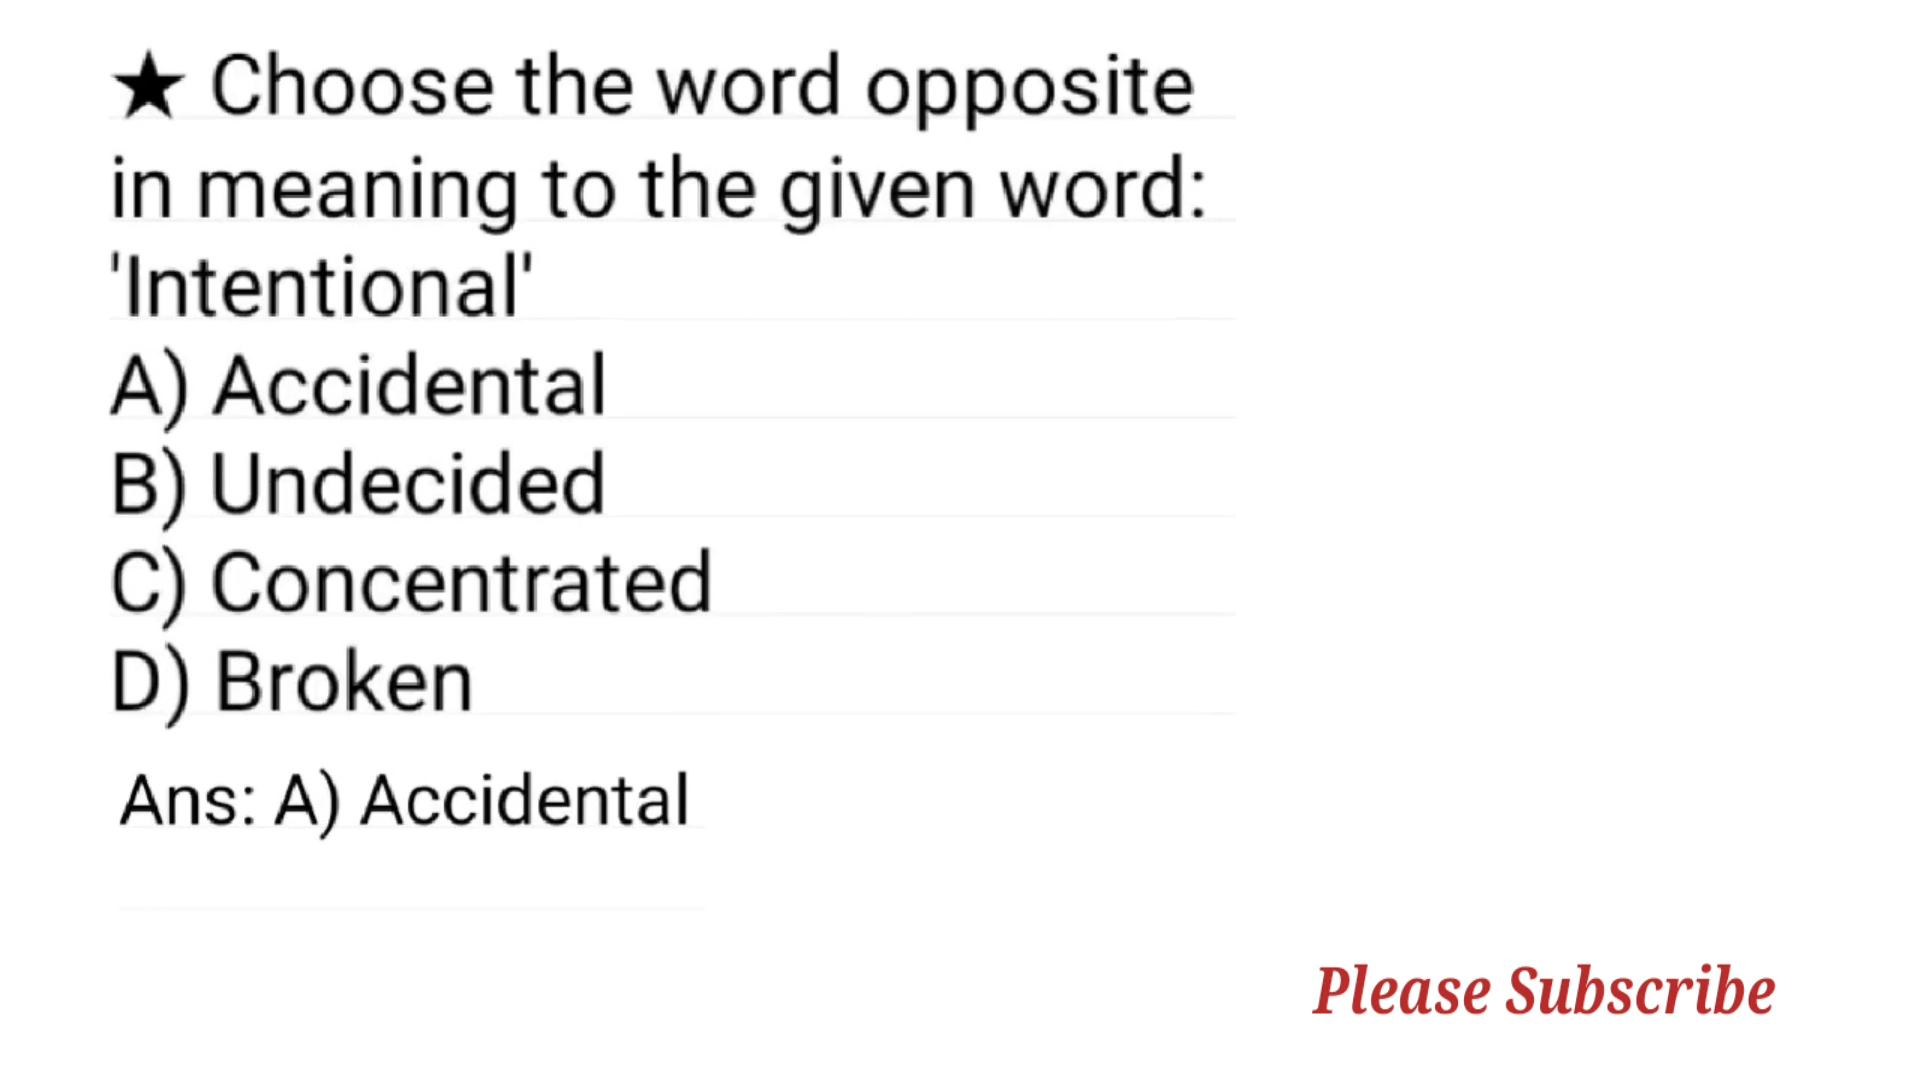 ★ Choose the word opposite
in meaning to the given word:
'Intentional'
A) Accidental
B) Undecided
C) Concentrated
D) Broken
Ans: A) Accidental
Please Subscribe